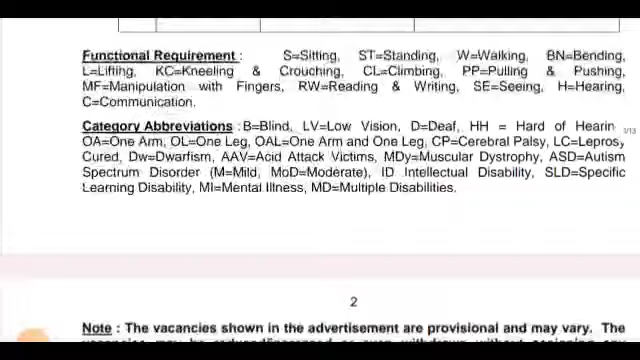 Functional Requirement : S=Sitting, ST=Standing, W=Walking, BN=Bending,
L=Lifting, KC=Kneeling & Crouching, CL=Climbing, PP=Pulling & Pushing,
MF=Manipulation with Fingers, RW=Reading & Writing, SE=Seeing, H=Hearing,
C=Communication.
1/13
Category Abbreviations : B=Blind, LV=Low Vision, D=Deaf, HH = Hard of Hearin
OA=One Arm, OL=One Leg, OAL=One Arm and One Leg, CP=Cerebral Palsy, LC=Leprosy
Cured, Dw=Dwarfism, AAV=Acid Attack Victims, MDy=Muscular Dystrophy, ASD=Autism
Spectrum Disorder (M=Mild, MoD=Moderate), ID Intellectual Disability, SLD=Specific
Learning Disability, MI=Mental Illness, MD=Multiple Disabilities.
2
Note : The vacancies shown in the advertisement are provisional and may vary. The